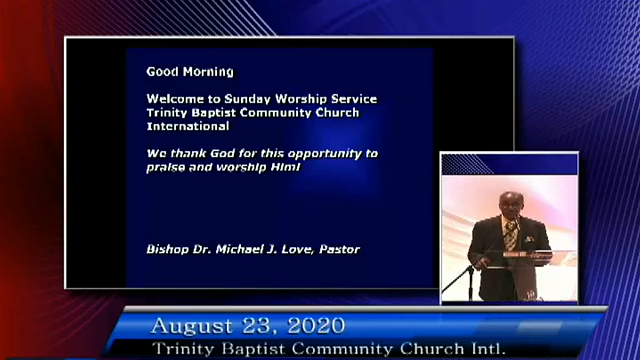 Good Morning
Welcome to Sunday Worship Service
Trinity Baptist Community Church
International
We thank God for this opportunity to
praise and worship Him!
Bishop Dr. Michael J. Love, Pastor
August 23, 2020
Trinity Baptist Community Church Intl.